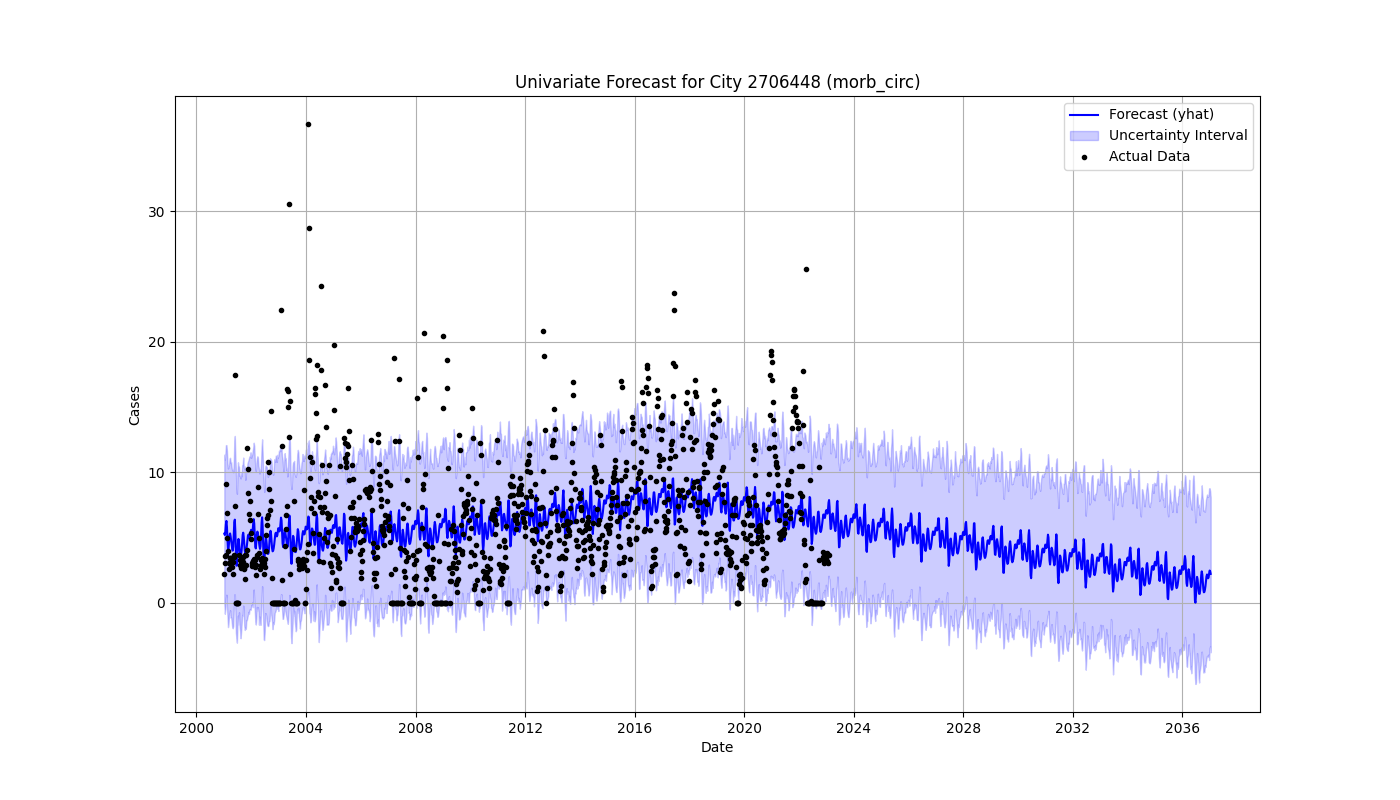 Univariate Forecast for City 2706448 (morb_circ)
Forecast (yhat)
Uncertainty Interval
Actual Data
Cases
30
20
10
0
2000 2004 2008 2012 2016 2020 2024 2028 2032 2036
Date